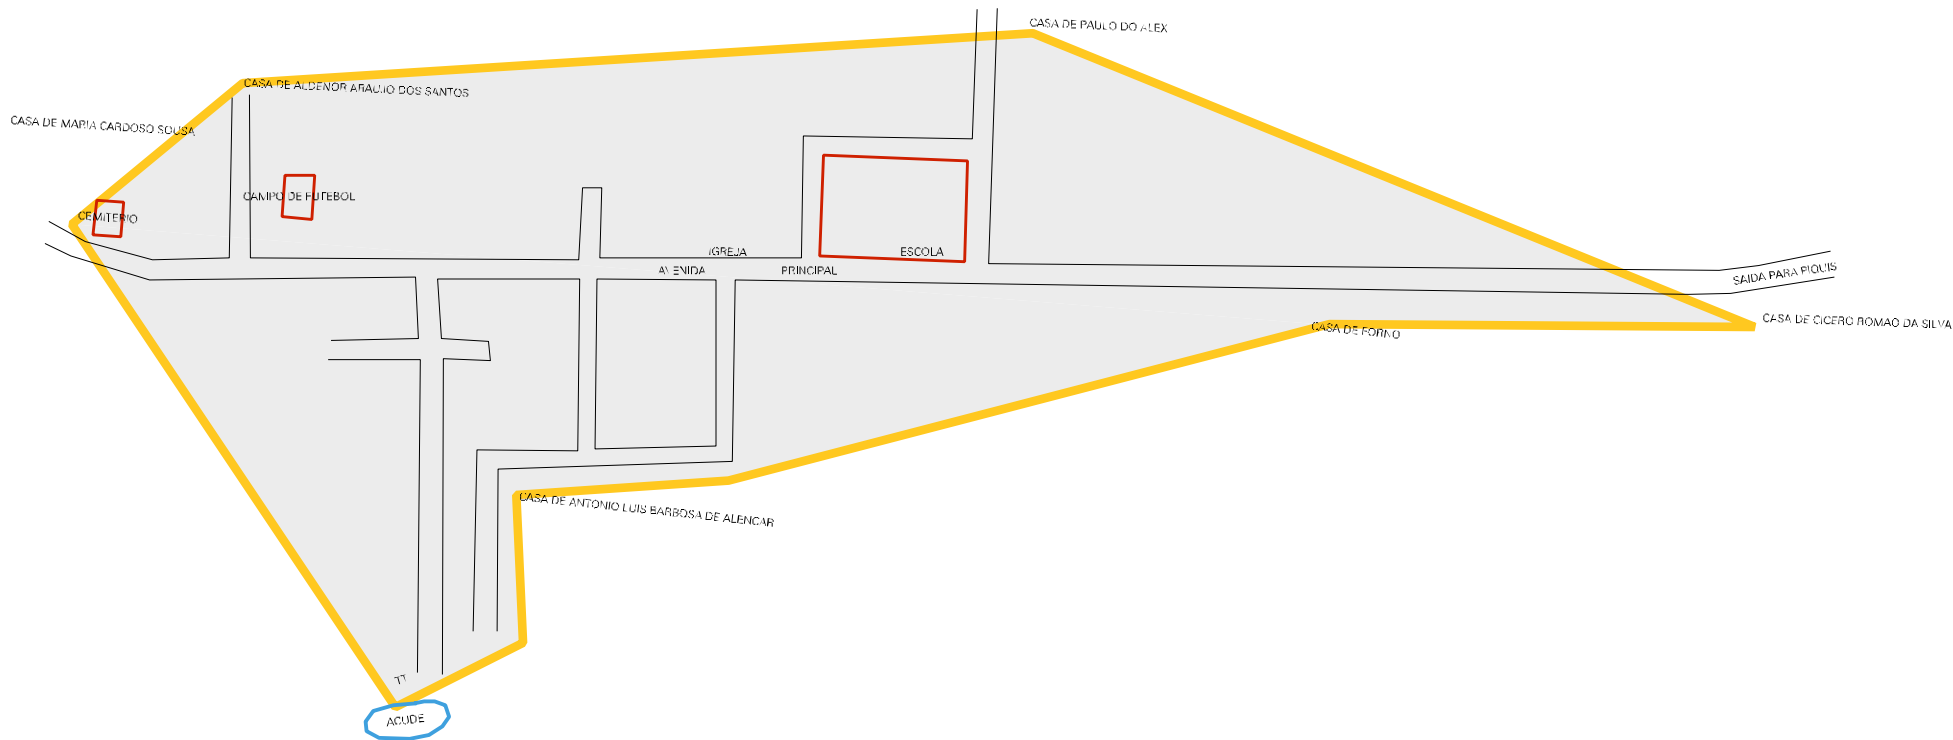 CASA DE PAULO DO ALEX
CASA DE ALDENOR ARAUJO DOS SANTOS
CASA DE MARIA CARDOSO SOUSA
CAMPO DE FUTEBOL
CEMITERIO
IGREJA
ESCOLA
AVENIDA PRINCIPAL
SAIDA PARA PIQUIS
CASA DE CICERO ROMAO DA SILVA
CASA DE FORNO
CASA DE ANTONIO LUIS BARBOSA DE ALENCAR
TT
ACUDE